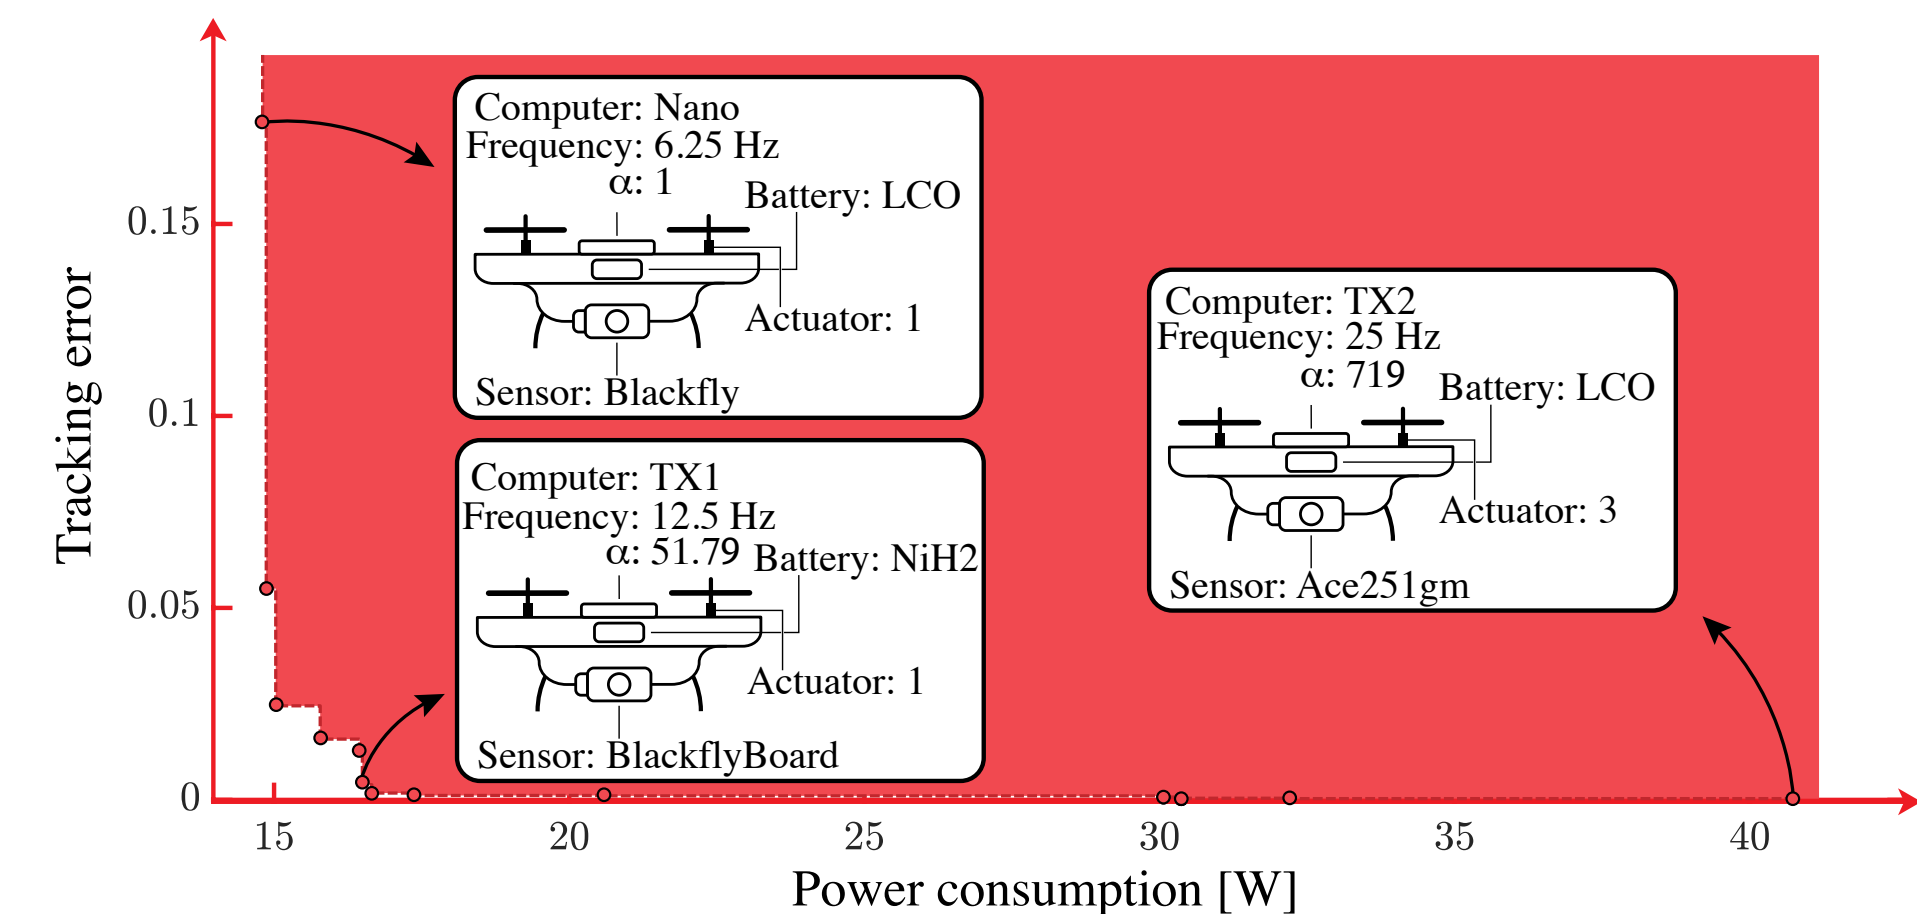 Computer: Nano
Frequency: 6.25 Hz
α: 1
Battery: LCO
Actuator: 1
Sensor: Blackfly
Computer: TX1
Frequency: 12.5 Hz
α: 51.79
Battery: NiH2
Actuator: 1
Sensor: BlackflyBoard
Computer: TX2
Frequency: 25 Hz
α: 719
Battery: LCO
Actuator: 3
Sensor: Ace251gm
Tracking error
0.15
0.1
0.05
0
15 20 25 30 35 40
Power consumption [W]